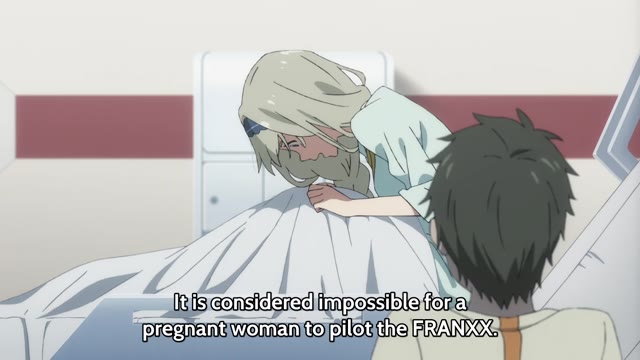 It is considered impossible for a
pregnant woman to pilot the FRANXX.